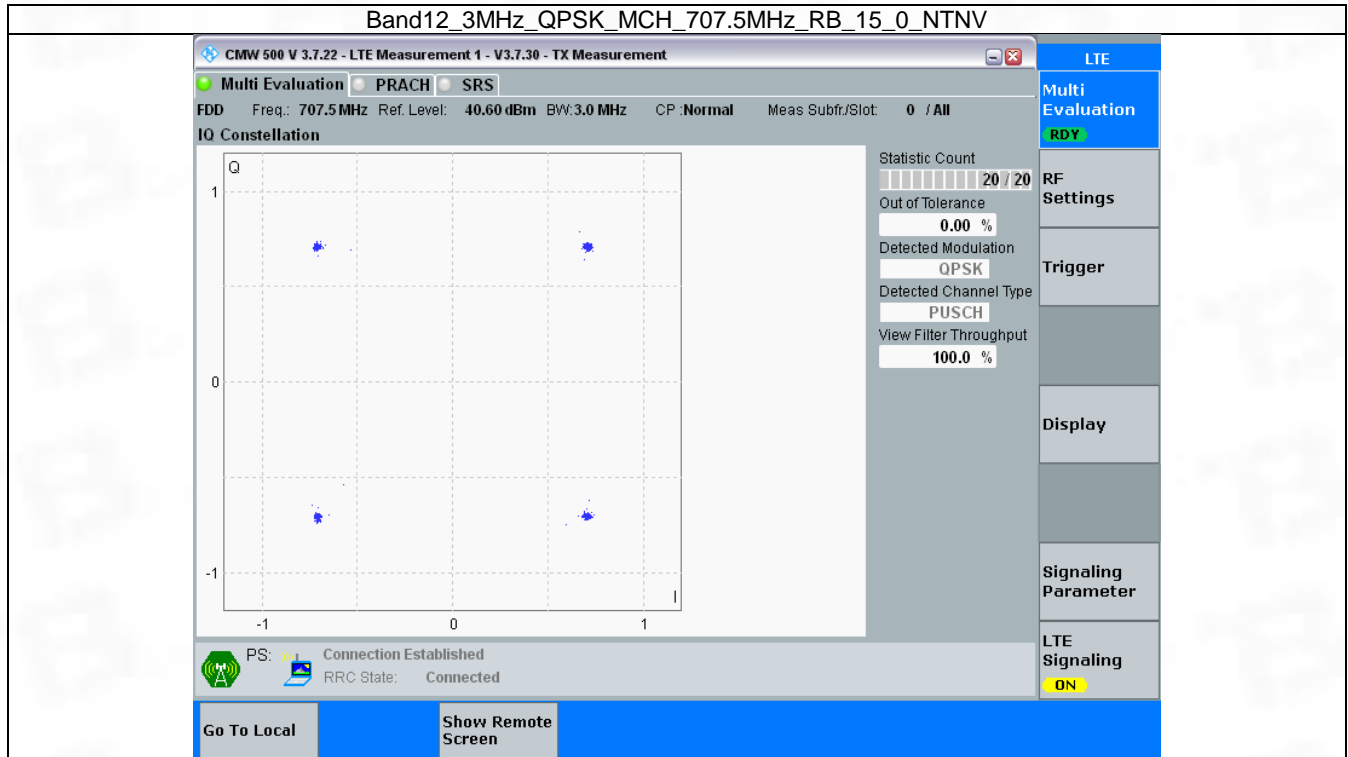 Band12_3MHz_QPSK_MCH_707.5MHz_RB_15_0_NTNV
CMW 500 V 3.7.22 - LTE Measurement 1 - V3.7.30 - TX Measurement
LTE
Multi Evaluation PRACH SRS
Multi
Evaluation
RDY
FDD Freq.: 707.5 MHz Ref. Level: 40.60 dBm BW: 3.0 MHz CP :Normal Meas Subfr./Slot: 0 / All
IQ Constellation
Q
1
0
-1
I
-1 0 1
Statistic Count
20 / 20
Out of Tolerance
0.00 %
Detected Modulation
QPSK
Detected Channel Type
PUSCH
View Filter Throughput
100.0 %
RF
Settings
Trigger
Display
Signaling
Parameter
LTE
Signaling
ON
PS: Connection Established
RRC State: Connected
Go To Local
Show Remote
Screen